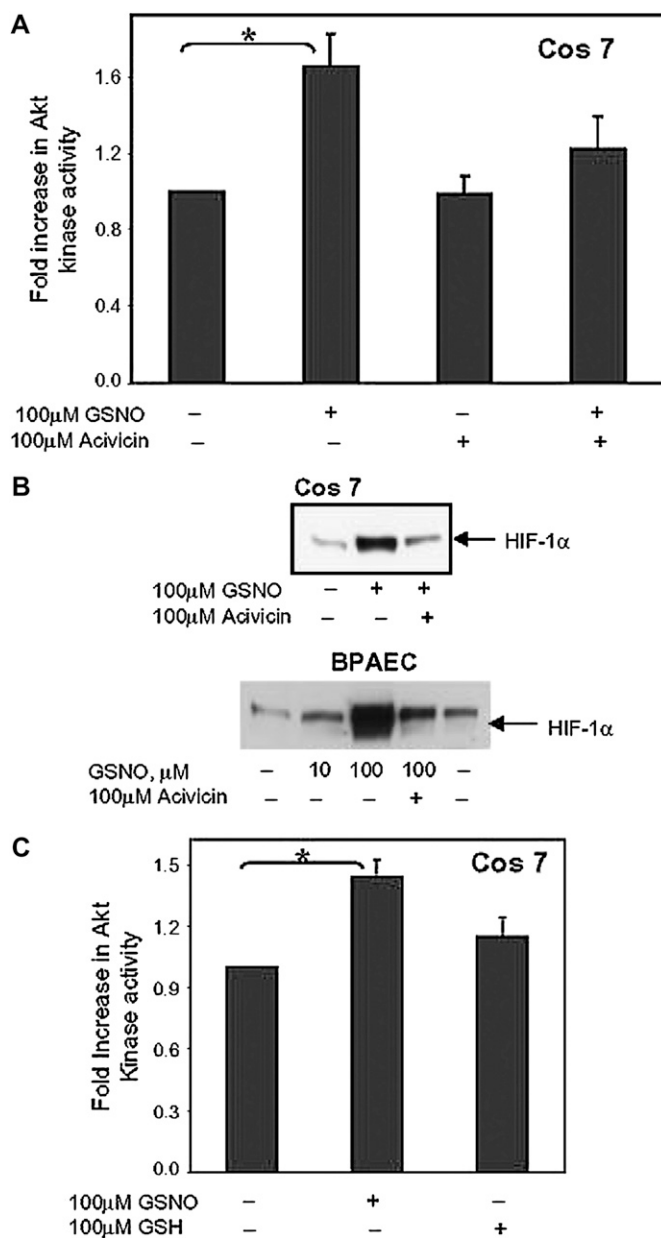 A
*
Cos 7
Fold increase in Akt
kinase activity
1.6
1.2
0.8
0.4
0.0
100μM GSNO – + – +
100μM Acivicin – – + +
B
Cos 7
HIF-1α
100μM GSNO – + +
100μM Acivicin – – +
BPAEC
HIF-1α
GSNO, μM – 10 100 100 –
100μM Acivicin – – – + –
C
*
Cos 7
Fold Increase in Akt
Kinase activity
1.5
1.2
0.9
0.6
0.3
0.0
100μM GSNO – + –
100μM GSH – – +